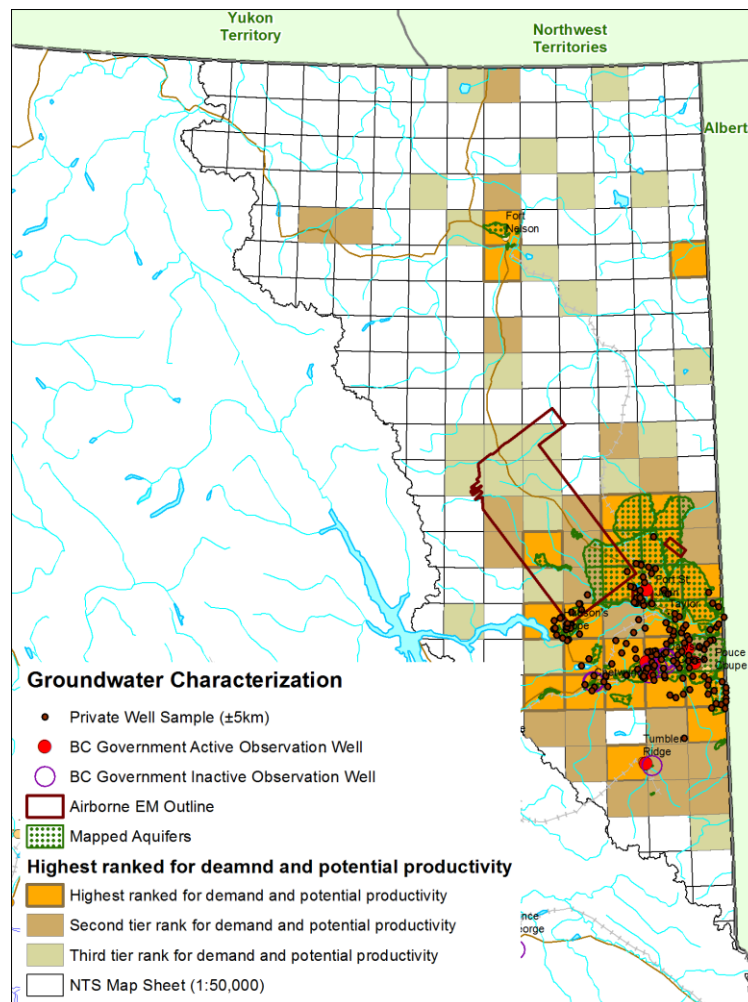 Yukon
Territory
Northwest
Territories
Albert
Fort
Nelson
Fort St
Taylor
Pouce
Coupe
Tumbler
Ridge
Groundwater Characterization
Private Well Sample (±5km)
BC Government Active Observation Well
BC Government Inactive Observation Well
Airborne EM Outline
Mapped Aquifers
Highest ranked for deamnd and potential productivity
Highest ranked for demand and potential productivity
Second tier rank for demand and potential productivity
Third tier rank for demand and potential productivity
NTS Map Sheet (1:50,000)
nce
eorge